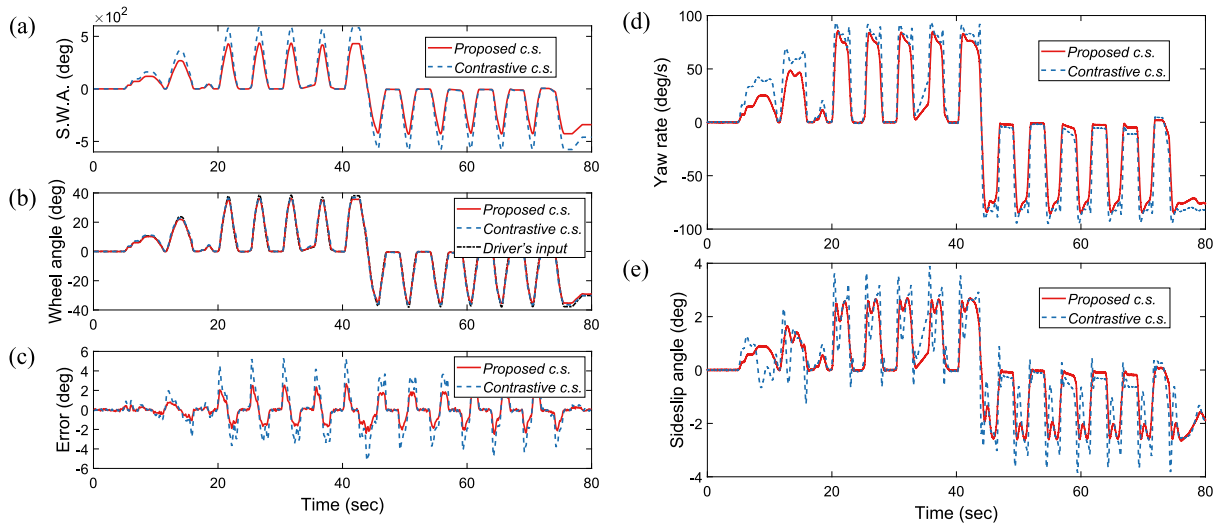 (a)
×10²
5
0
-5
S.W.A. (deg)
Proposed c.s.
Contrastive c.s.
0 20 40 60 80
(b)
40
20
0
-20
-40
Wheel angle (deg)
Proposed c.s.
Contrastive c.s.
Driver's input
0 20 40 60 80
(c)
6
4
2
0
-2
-4
-6
Error (deg)
Proposed c.s.
Contrastive c.s.
0 20 40 60 80
Time (sec)
(d)
100
50
0
-50
-100
Yaw rate (deg/s)
Proposed c.s.
Contrastive c.s.
0 20 40 60 80
(e)
4
2
0
-2
-4
Sideslip angle (deg)
Proposed c.s.
Contrastive c.s.
0 20 40 60 80
Time (sec)